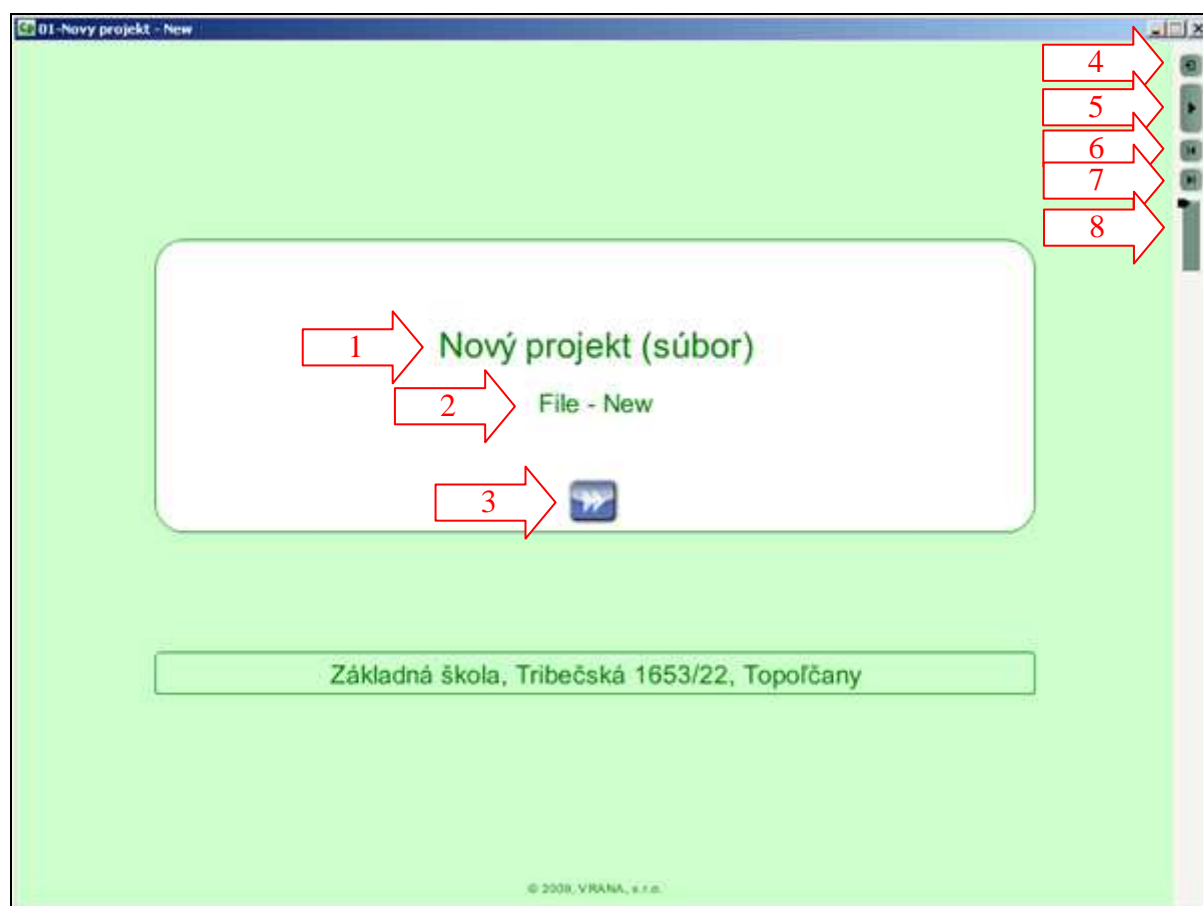 01-Novy projekt - New
4
5
6
7
8
1 Nový projekt (súbor)
2 File - New
3
Základná škola, Tribečská 1653/22, Topoľčany
© 2009, VRANA, s.r.o.